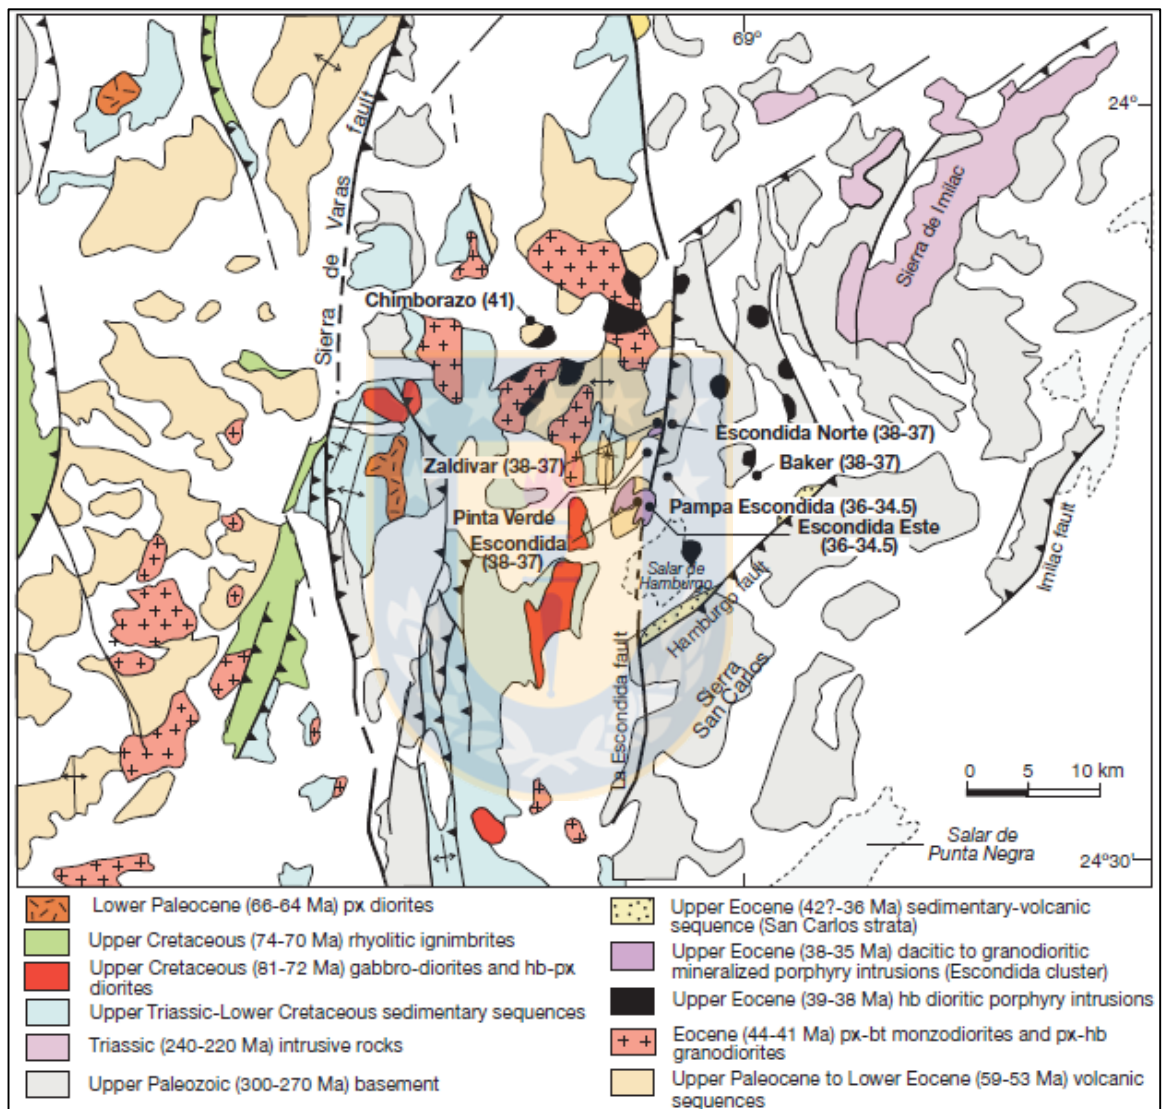 69º
24º
Sierra de Varas fault
Sierra de Imilac
Chimborazo (41)
Escondida Norte (38-37)
Zaldivar (38-37)
Baker (38-37)
Pampa Escondida (36-34.5)
Pinta Verde
Escondida
(38-37)
Escondida Este
(36-34.5)
Salar de
Hamburgo
Hamburgo fault
Imilac fault
Sierra
San Carlos
La Escondida fault
0 5 10 km
Salar de
Punta Negra
24º30'
Lower Paleocene (66-64 Ma) px diorites
Upper Cretaceous (74-70 Ma) rhyolitic ignimbrites
Upper Cretaceous (81-72 Ma) gabbro-diorites and hb-px
diorites
Upper Triassic-Lower Cretaceous sedimentary sequences
Triassic (240-220 Ma) intrusive rocks
Upper Paleozoic (300-270 Ma) basement
Upper Eocene (42?-36 Ma) sedimentary-volcanic
sequence (San Carlos strata)
Upper Eocene (38-35 Ma) dacitic to granodioritic
mineralized porphyry intrusions (Escondida cluster)
Upper Eocene (39-38 Ma) hb dioritic porphyry intrusions
Eocene (44-41 Ma) px-bt monzodiorites and px-hb
granodiorites
Upper Paleocene to Lower Eocene (59-53 Ma) volcanic
sequences